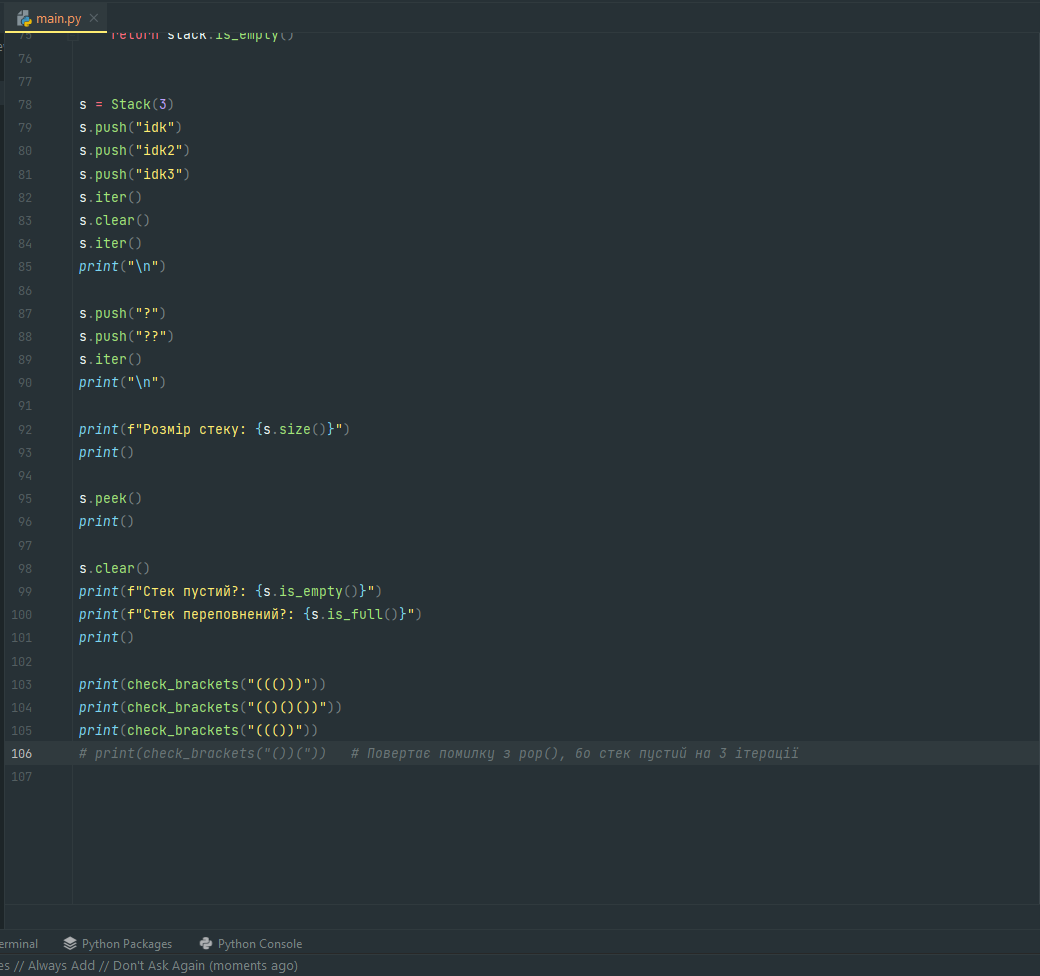 main.py
75 return stack.is_empty()
76
77
78 s = Stack(3)
79 s.push("idk")
80 s.push("idk2")
81 s.push("idk3")
82 s.iter()
83 s.clear()
84 s.iter()
85 print("\n")
86
87 s.push("?")
88 s.push("??")
89 s.iter()
90 print("\n")
91
92 print(f"Розмір стеку: {s.size()}")
93 print()
94
95 s.peek()
96 print()
97
98 s.clear()
99 print(f"Стек пустий?: {s.is_empty()}")
100 print(f"Стек переповнений?: {s.is_full()}")
101 print()
102
103 print(check_brackets("((()))"))
104 print(check_brackets("(()()())"))
105 print(check_brackets("((())"))
106 # print(check_brackets("())("))   # Повертає помилку з pop(), бо стек пустий на 3 ітерації
107
erminal Python Packages Python Console
es // Always Add // Don't Ask Again (moments ago)